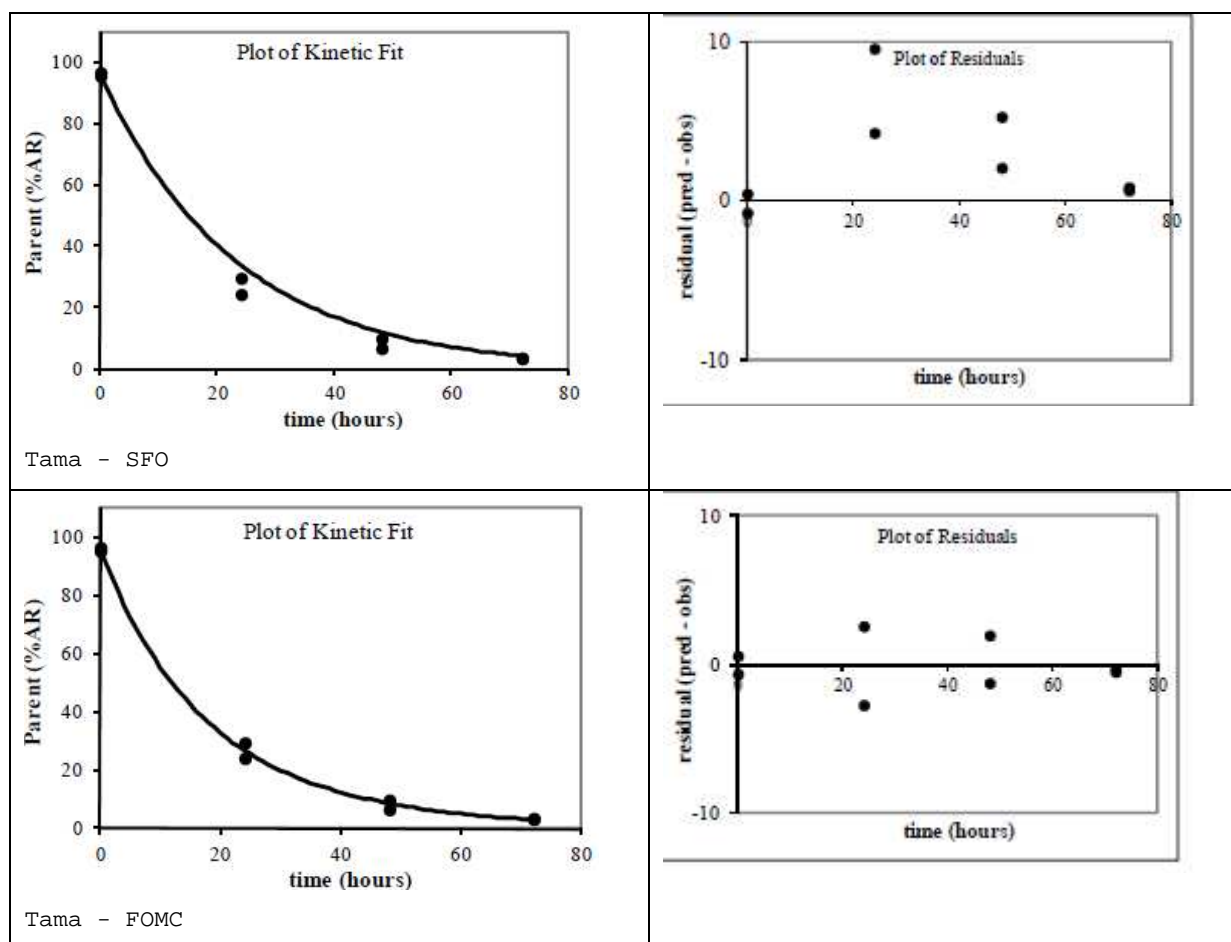 Plot of Kinetic Fit
100
80
60
40
20
0
Parent (%AR)
0 20 40 60 80
time (hours)
Tama - SFO
10
Plot of Residuals
0
-10
residual (pred - obs)
20 40 60 80
time (hours)
Plot of Kinetic Fit
100
80
60
40
20
0
Parent (%AR)
0 20 40 60 80
time (hours)
Tama - FOMC
10
Plot of Residuals
0
-10
residual (pred - obs)
20 40 60 80
time (hours)